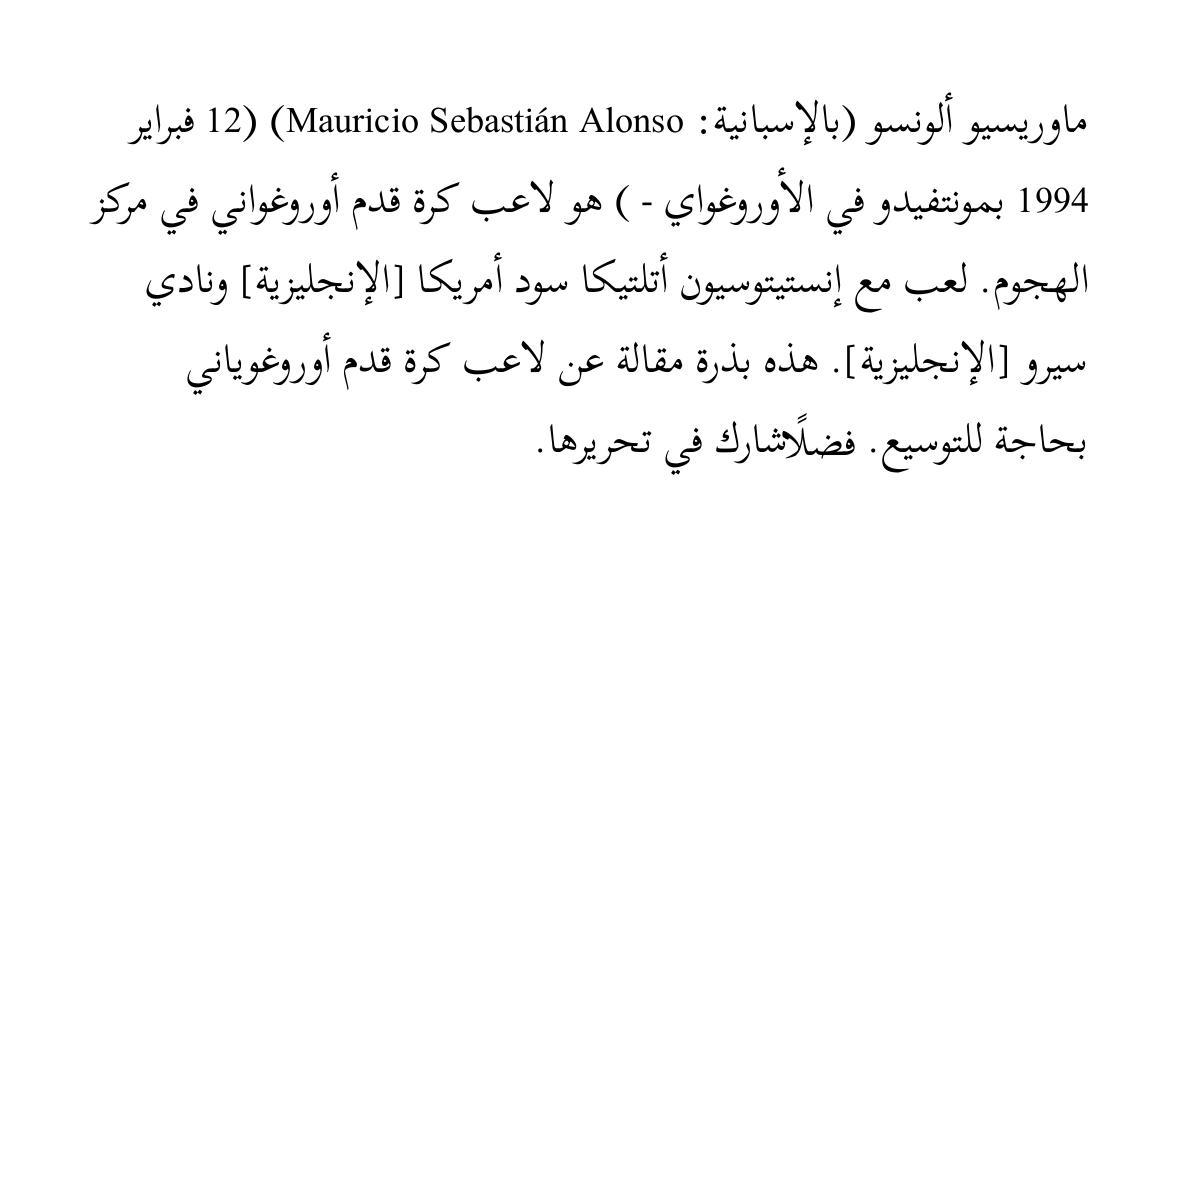 ماوريسيو ألونسو (بالإسبانية: Mauricio Sebastián Alonso)‏ (12 فبراير
1994 بمونتفيدو في الأوروغواي - ) هو لاعب كرة قدم أوروغواني في مركز
الهجوم. لعب مع إنستيتوسيون أتلتيكا سود أمريكا [الإنجليزية] ونادي
سيرو [الإنجليزية]. هذه بذرة مقالة عن لاعب كرة قدم أوروغوياني
بحاجة للتوسيع. فضلًاشارك في تحريرها.